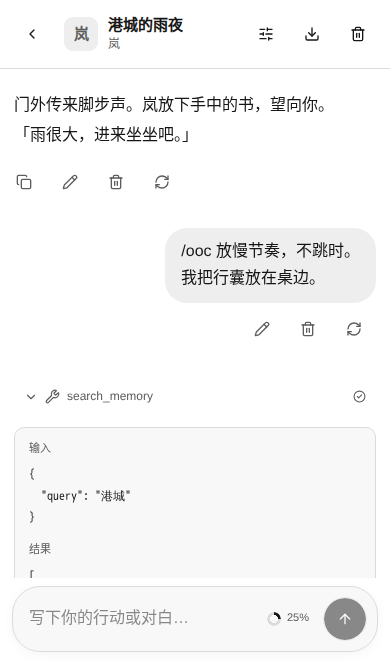 岚
港城的雨夜
岚
门外传来脚步声。岚放下手中的书，望向你。
「雨很大，进来坐坐吧。」
/ooc 放慢节奏，不跳时。
我把行囊放在桌边。
search_memory
输入
{
"query": "港城"
}
结果
[
写下你的行动或对白…
25%